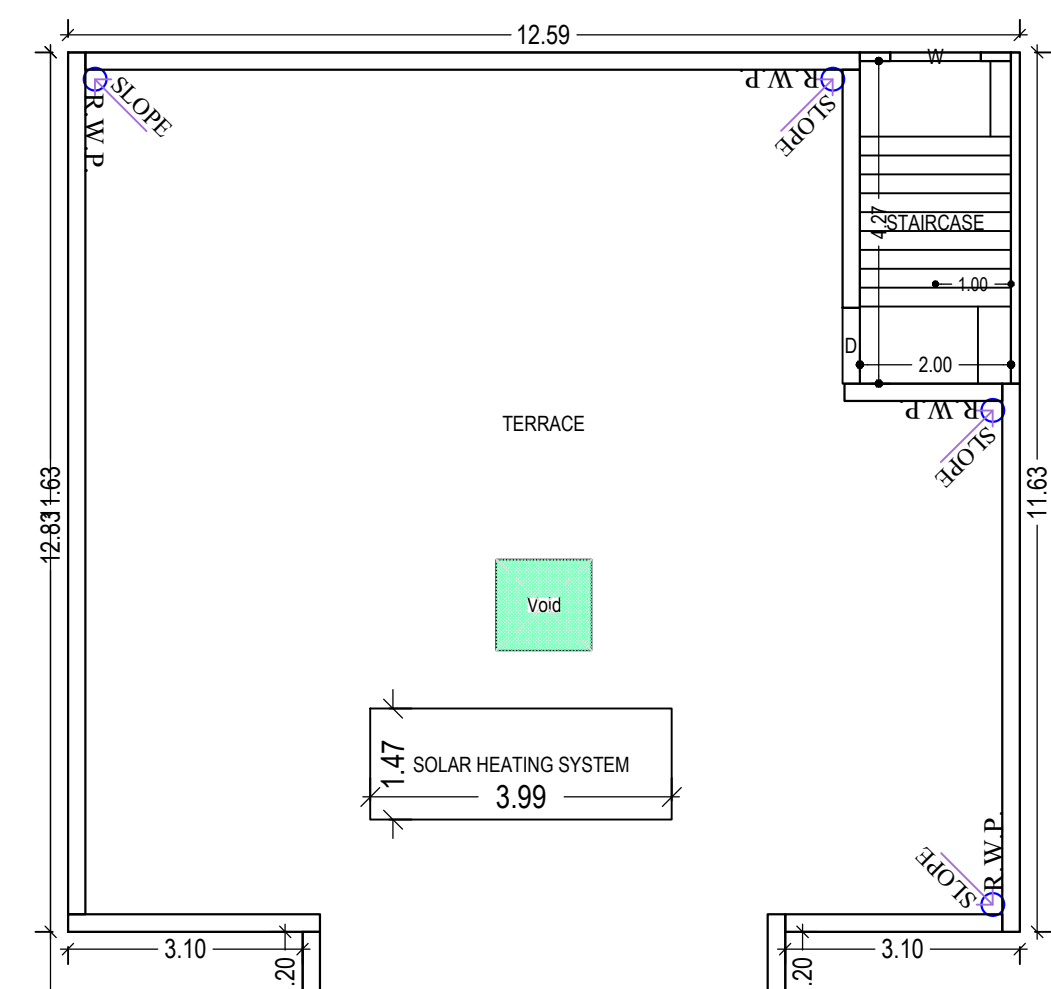 12.59
W
SLOPE
R.W.P.
R.W.P.
SLOPE
4.27
STAIRCASE
1.00
D
2.00
R.W.P.
SLOPE
TERRACE
11.63
12.83
11.63
Void
1.47
SOLAR HEATING SYSTEM
3.99
R.W.P.
SLOPE
3.10
.20
3.10
.20